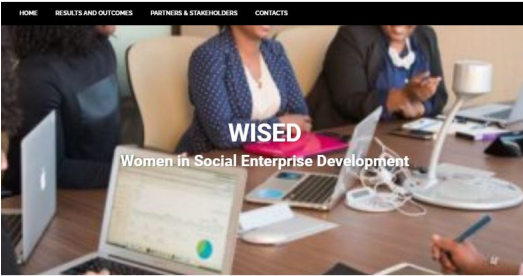 HOME RESULTS AND OUTCOMES PARTNERS & STAKEHOLDERS CONTACTS
WISED
Women in Social Enterprise Development